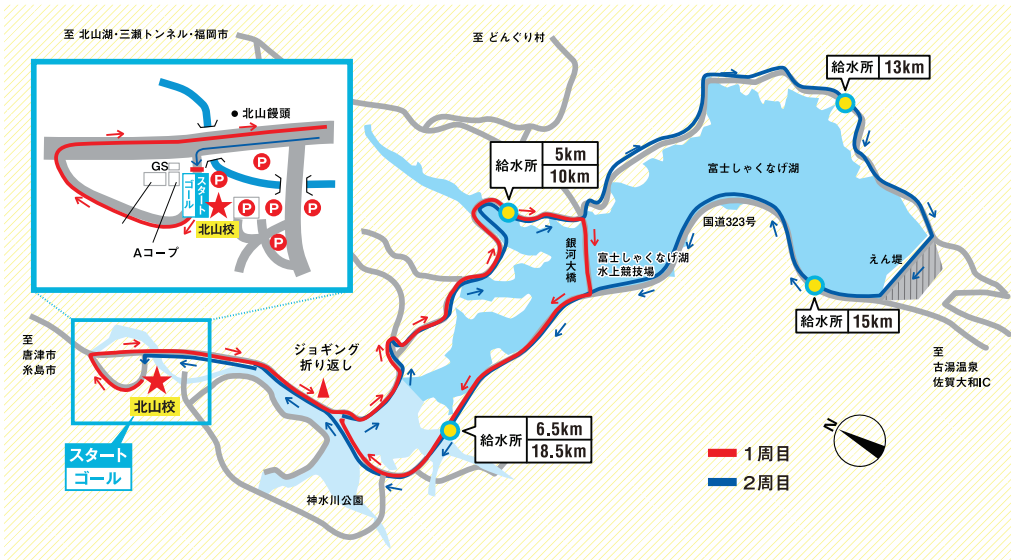 至 北山湖・三瀬トンネル・福岡市
至 どんぐり村
給水所 13km
● 北山饅頭
GS
P
P
P
P
P
P
スタート
ゴール
北山校
Aコープ
給水所 5km
10km
富士しゃくなげ湖
国道323号
銀河大橋
富士しゃくなげ湖
水上競技場
えん堤
給水所 15km
至
唐津市
糸島市
ジョギング
折り返し
北山校
至
古湯温泉
佐賀大和IC
給水所 6.5km
18.5km
スタート
ゴール
神水川公園
N
1周目
2周目